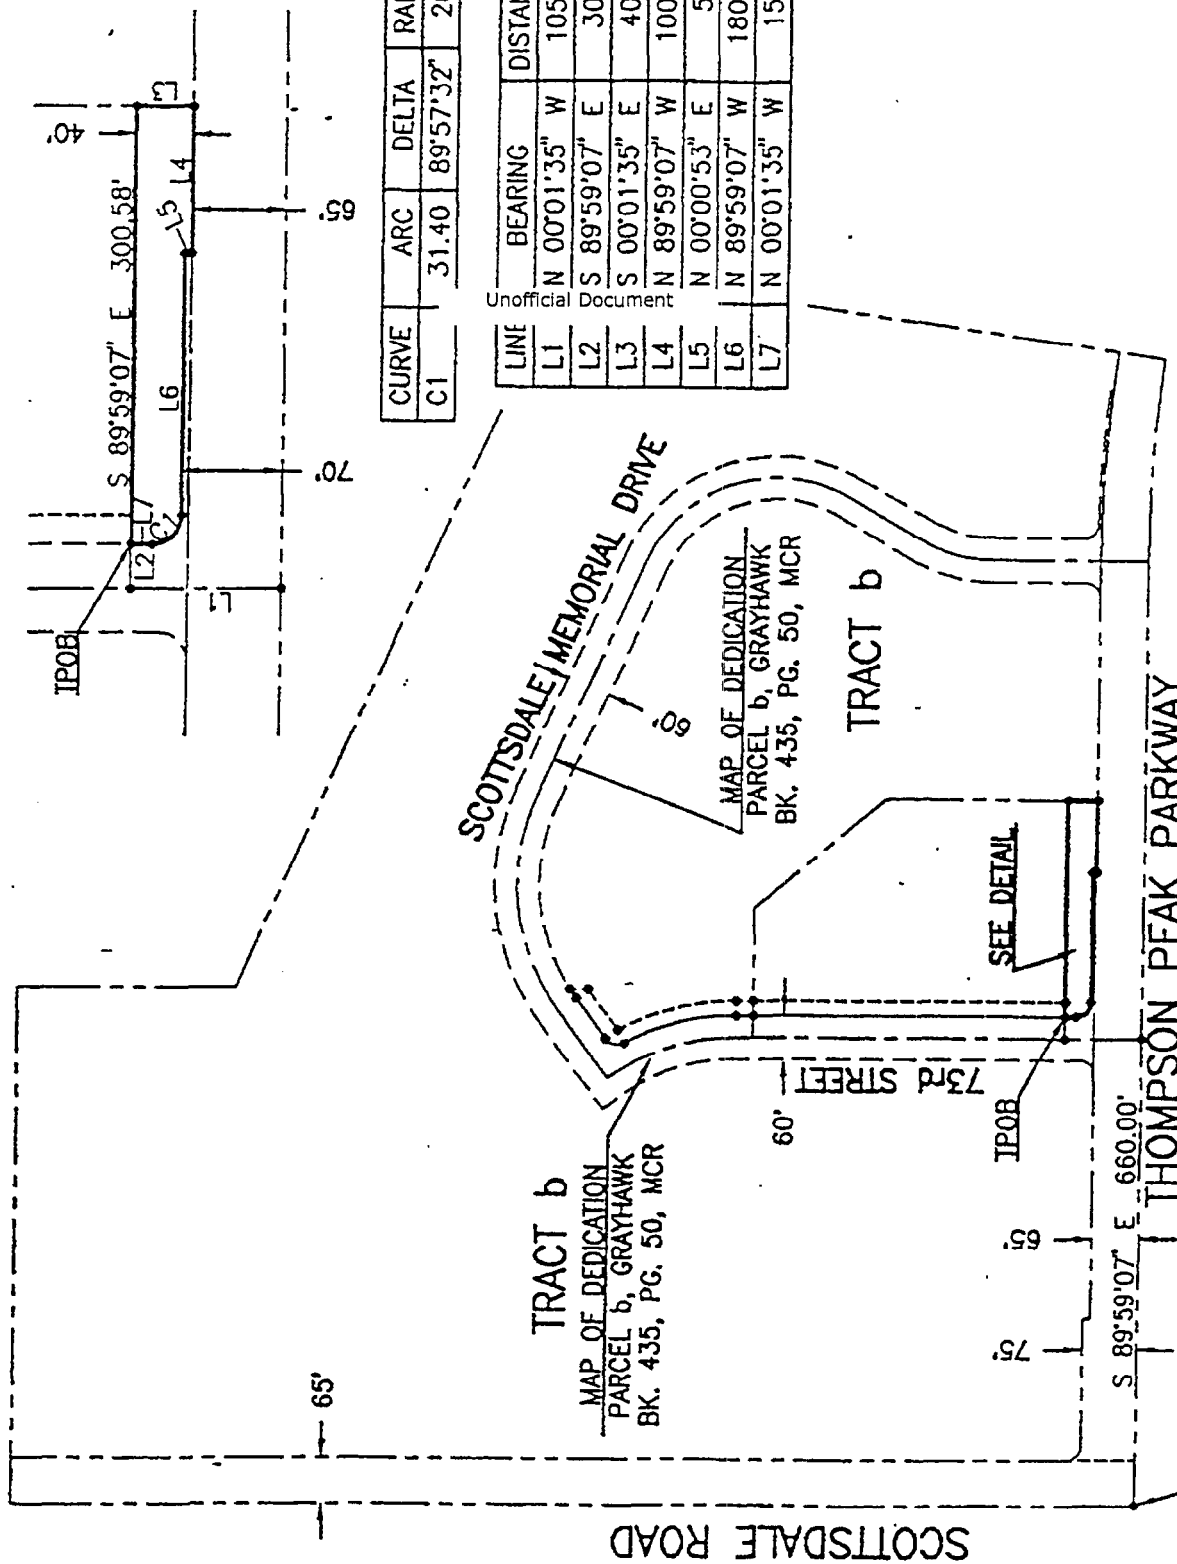 IPOB
L2
L7
C1
L1
S 89°59'07" E 300.58'
L6
L5
L4
L3
40'
65'
70'
CURVE ARC DELTA
C1 31.40 89°57'32"
Unofficial Document
LINE BEARING
L1 N 00°01'35" W
L2 S 89°59'07" E
L3 S 00°01'35" E
L4 N 89°59'07" W
L5 N 00°00'53" E
L6 N 89°59'07" W
L7 N 00°01'35" W
SCOTTSDALE MEMORIAL DRIVE
60'
MAP OF DEDICATION
PARCEL b, GRAYHAWK
BK. 435, PG. 50, MCR
TRACT b
TRACT b
MAP OF DEDICATION
PARCEL b, GRAYHAWK
BK. 435, PG. 50, MCR
65'
60'
73rd STREET
SEE DETAIL
IPOB
65'
75'
S 89°59'07" E 660.00'
THOMPSON PEAK PARKWAY
SCOTTSDALE ROAD